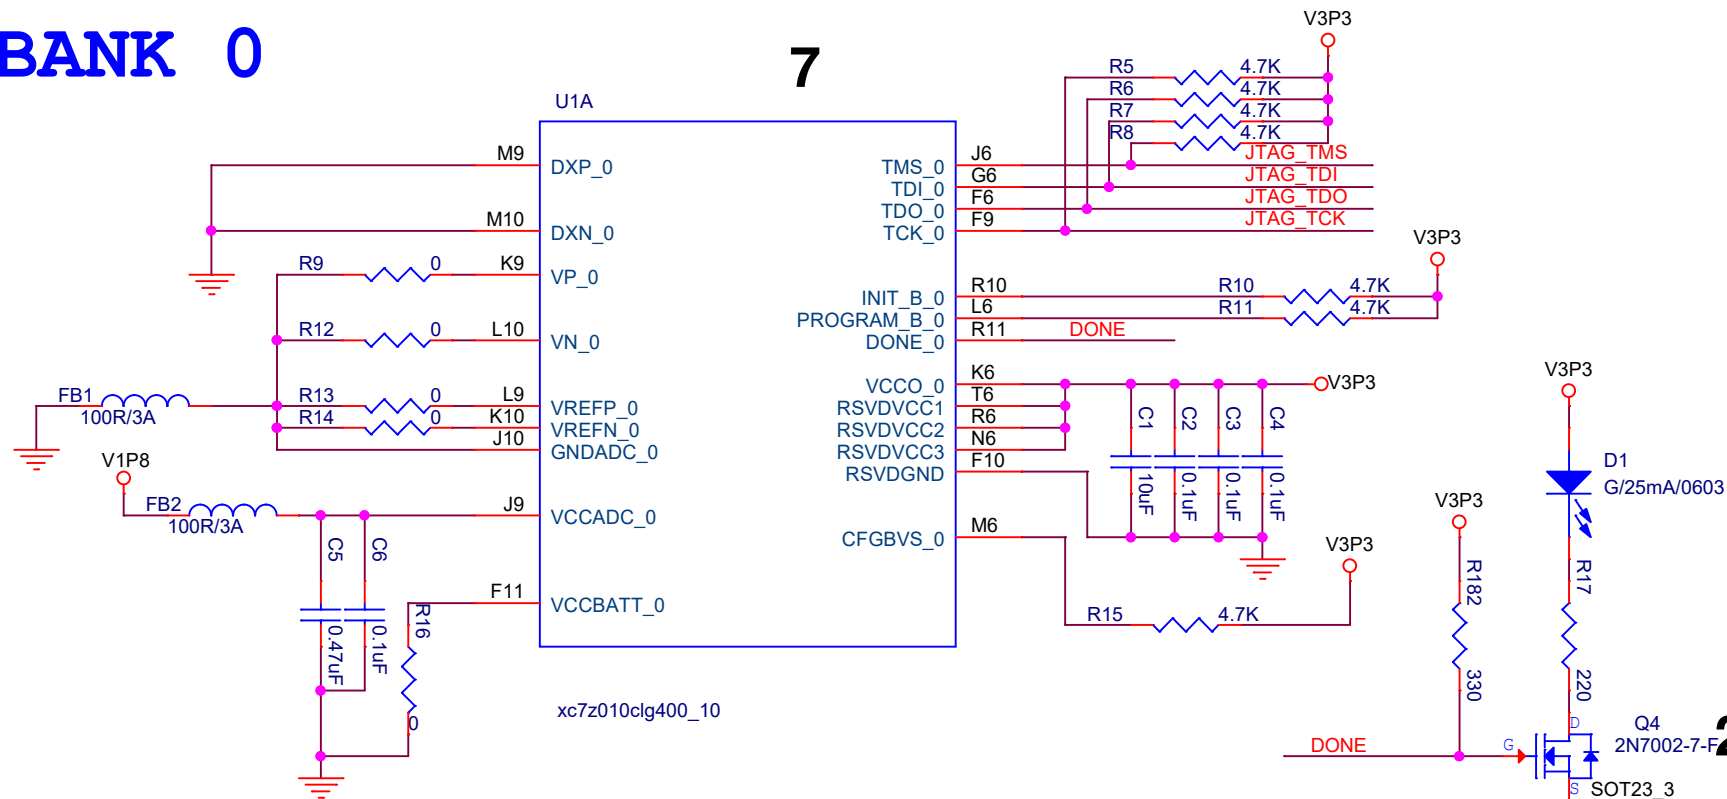 BANK 0
7
V3P3
R5 4.7K
R6 4.7K
R7 4.7K
R8 4.7K
U1A
M9 DXP_0
M10 DXN_0
R9 0 K9 VP_0
R12 0 L10 VN_0
FB1
100R/3A
R13 0 L9 VREFP_0
R14 0 K10 VREFN_0
J10 GNDADC_0
V1P8
FB2
100R/3A
J9 VCCADC_0
C5 0.47uF
C6 0.1uF
F11 VCCBATT_0
R16 0
xc7z010clg400_10
TMS_0 J6 JTAG_TMS
TDI_0 G6 JTAG_TDI
TDO_0 F6 JTAG_TDO
TCK_0 F9 JTAG_TCK
V3P3
INIT_B_0 R10 R10 4.7K
PROGRAM_B_0 L6 R11 4.7K
DONE_0 R11 DONE
VCCO_0 K6 V3P3
RSVDVCC1 T6
RSVDVCC2 R6
RSVDVCC3 N6
RSVDGND F10
C1 10uF
C2 0.1uF
C3 0.1uF
C4 0.1uF
CFGBVS_0 M6
V3P3
R15 4.7K
V3P3
D1
G/25mA/0603
V3P3
R182 330
R17 220
DONE
G
D
S
Q4
2N7002-7-F
SOT23_3